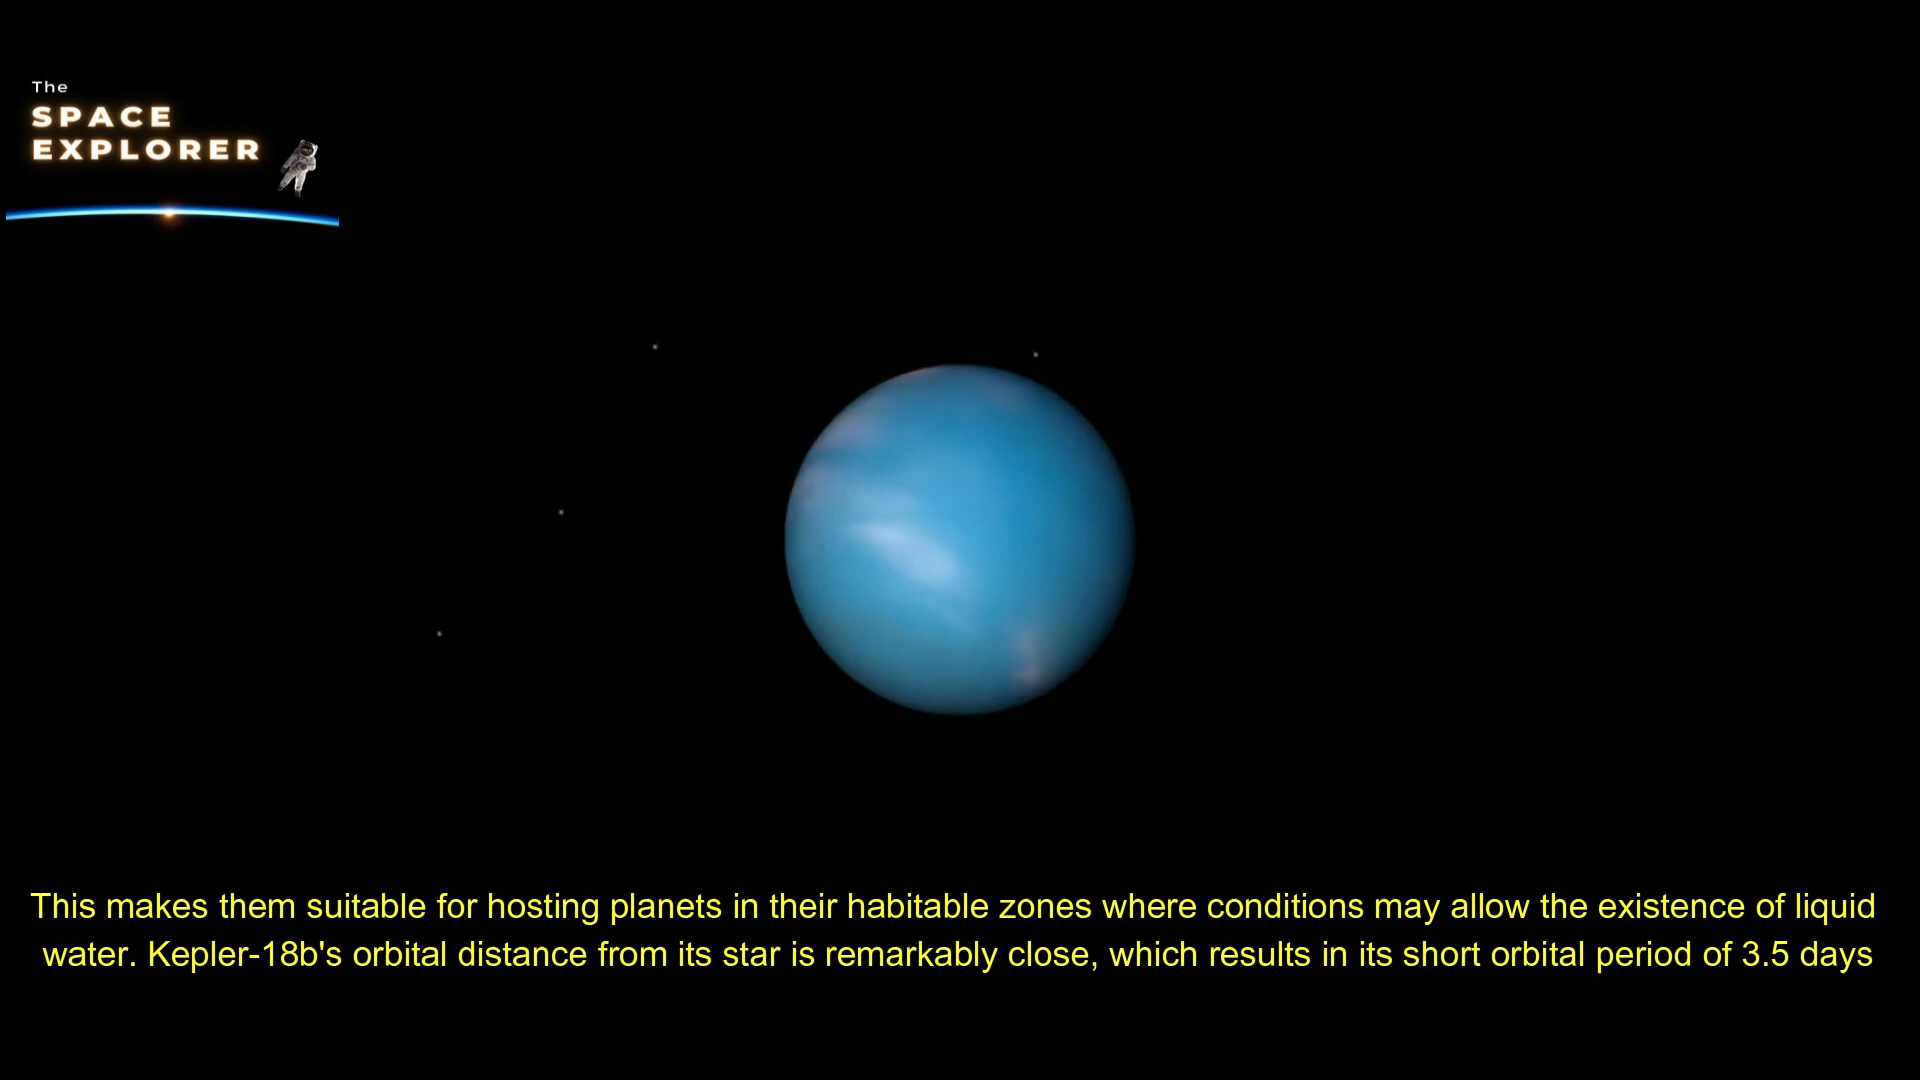 The
SPACE
EXPLORER
This makes them suitable for hosting planets in their habitable zones where conditions may allow the existence of liquid
water. Kepler-18b's orbital distance from its star is remarkably close, which results in its short orbital period of 3.5 days